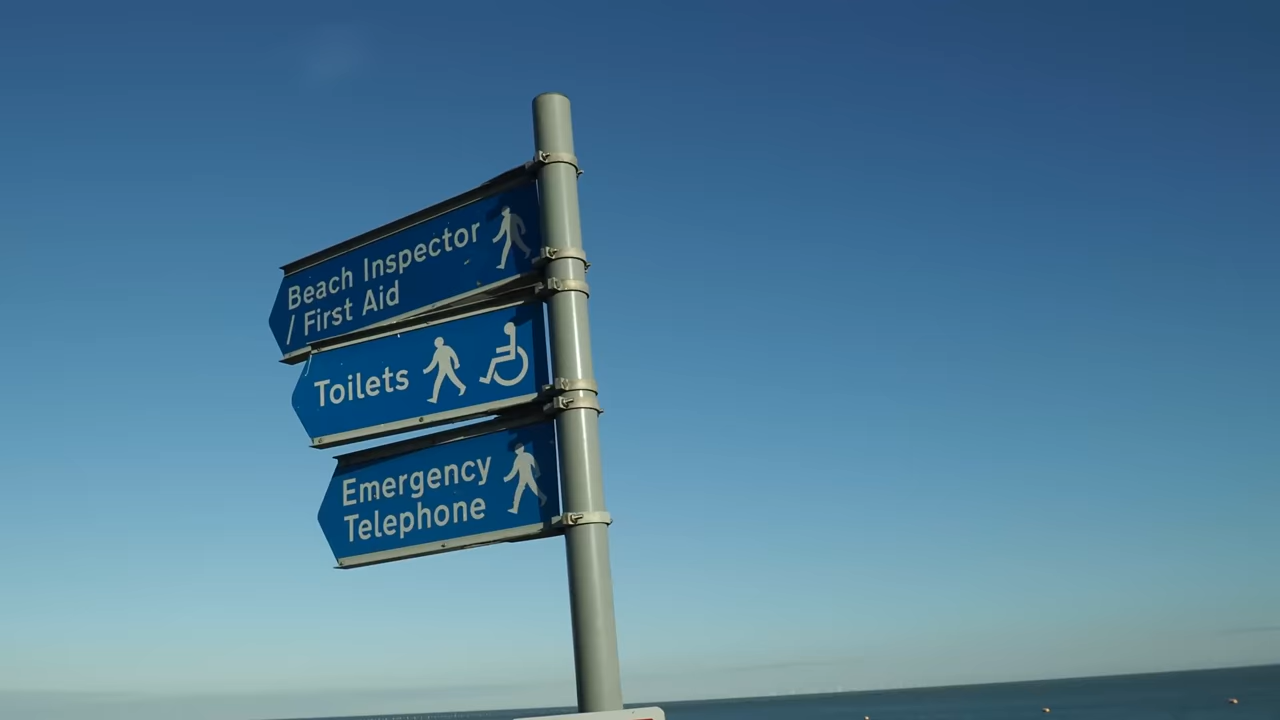 Beach Inspector
/ First Aid
Toilets
Emergency
Telephone